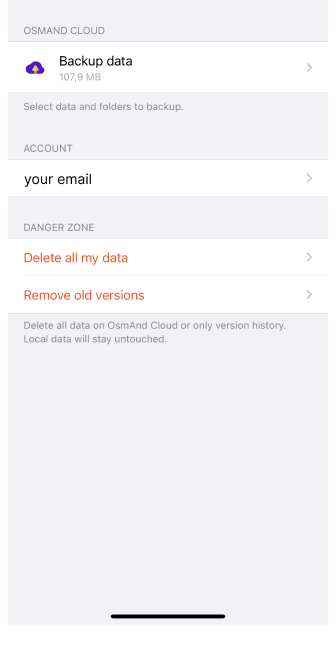 OSMAND CLOUD
Backup data
107,9 MB
Select data and folders to backup.
ACCOUNT
your email
DANGER ZONE
Delete all my data
Remove old versions
Delete all data on OsmAnd Cloud or only version history.
Local data will stay untouched.